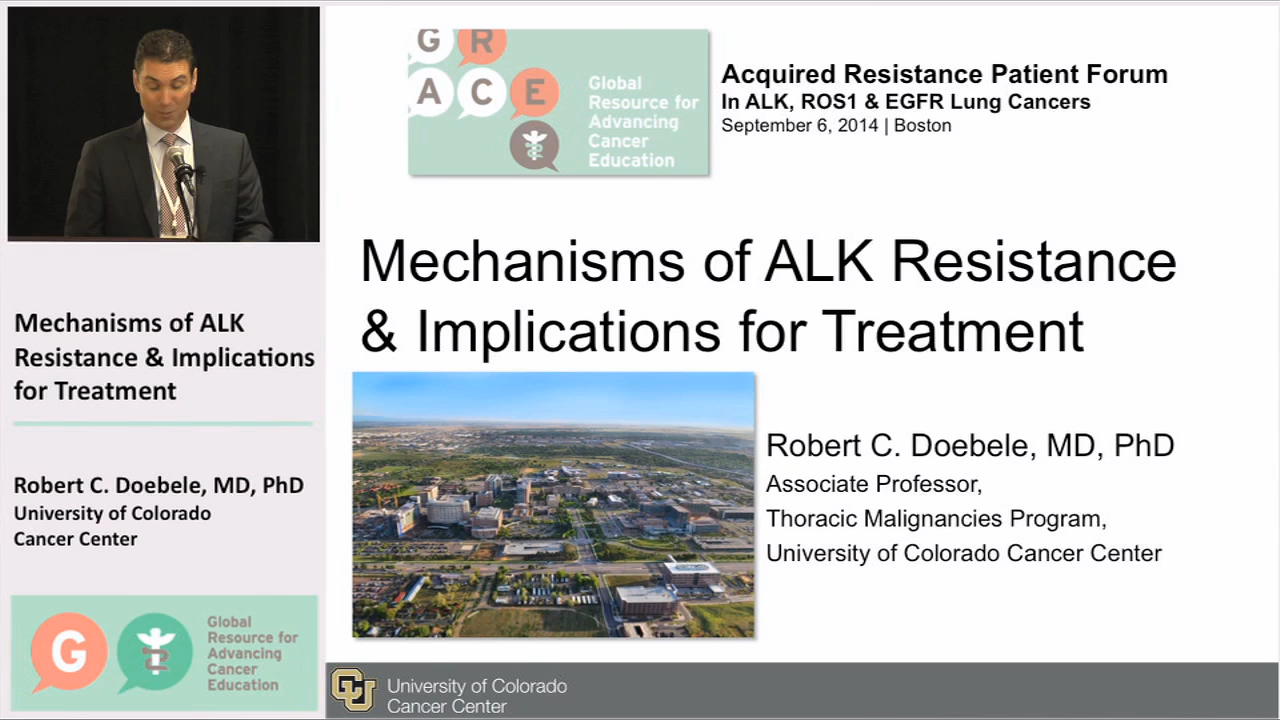 G R
A C E
Global
Resource for
Advancing
Cancer
Education
Acquired Resistance Patient Forum
In ALK, ROS1 & EGFR Lung Cancers
September 6, 2014 | Boston
Mechanisms of ALK Resistance
& Implications for Treatment
Robert C. Doebele, MD, PhD
Associate Professor,
Thoracic Malignancies Program,
University of Colorado Cancer Center
CU
University of Colorado
Cancer Center
Mechanisms of ALK
Resistance & Implications
for Treatment
Robert C. Doebele, MD, PhD
University of Colorado
Cancer Center
G
Global
Resource for
Advancing
Cancer
Education